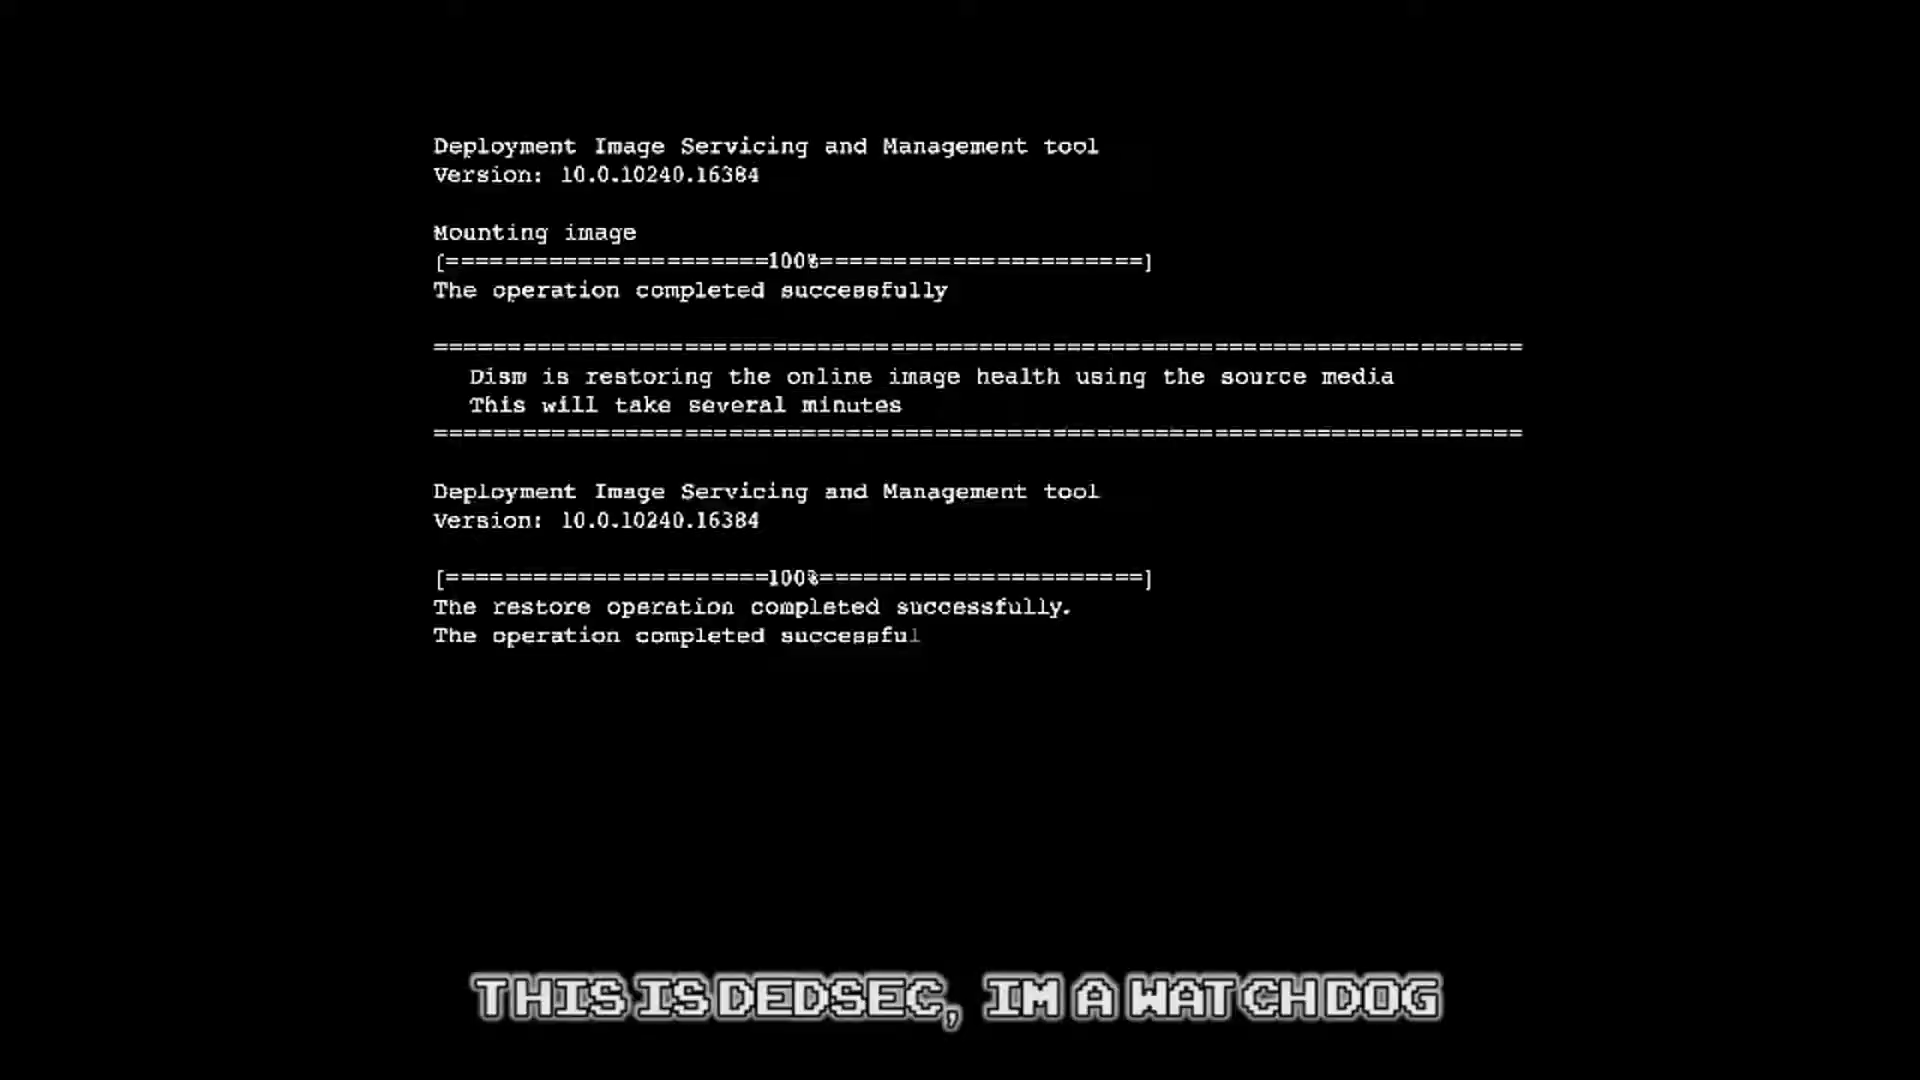 Deployment Image Servicing and Management tool
Version: 10.0.10240.16384
Mounting image
[======================100%======================]
The operation completed successfully
===========================================================================
Dism is restoring the online image health using the source media
This will take several minutes
===========================================================================
Deployment Image Servicing and Management tool
Version: 10.0.10240.16384
[======================100%======================]
The restore operation completed successfully.
The operation completed successful
THIS IS DEDSEC, IM A WATCHDOG